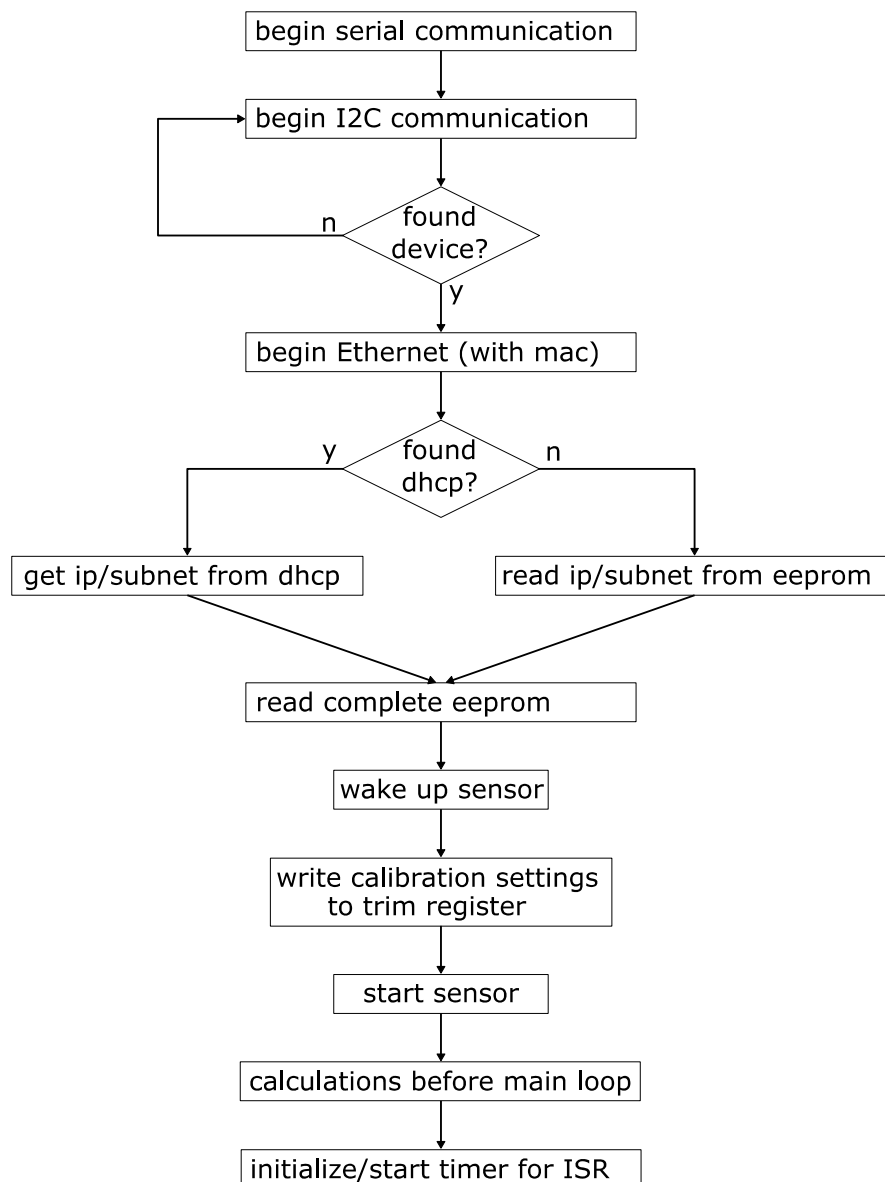 begin serial communication
begin I2C communication
n
found
device?
y
begin Ethernet (with mac)
y
found
dhcp?
n
get ip/subnet from dhcp
read ip/subnet from eeprom
read complete eeprom
wake up sensor
write calibration settings
to trim register
start sensor
calculations before main loop
initialize/start timer for ISR